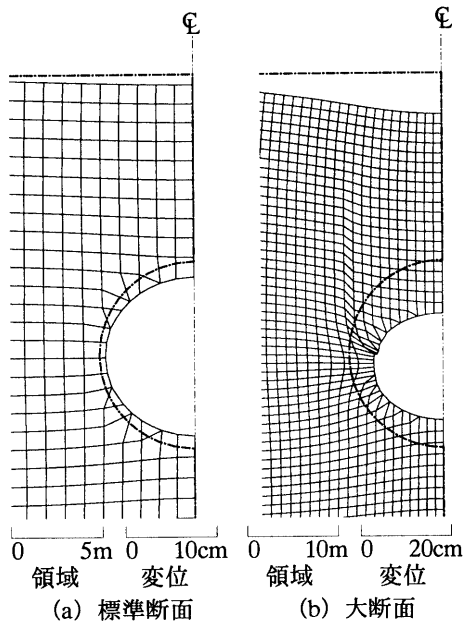 ℄
℄
0 5m 0 10cm
領域 変位
(a) 標準断面
0 10m 0 20cm
領域 変位
(b) 大断面